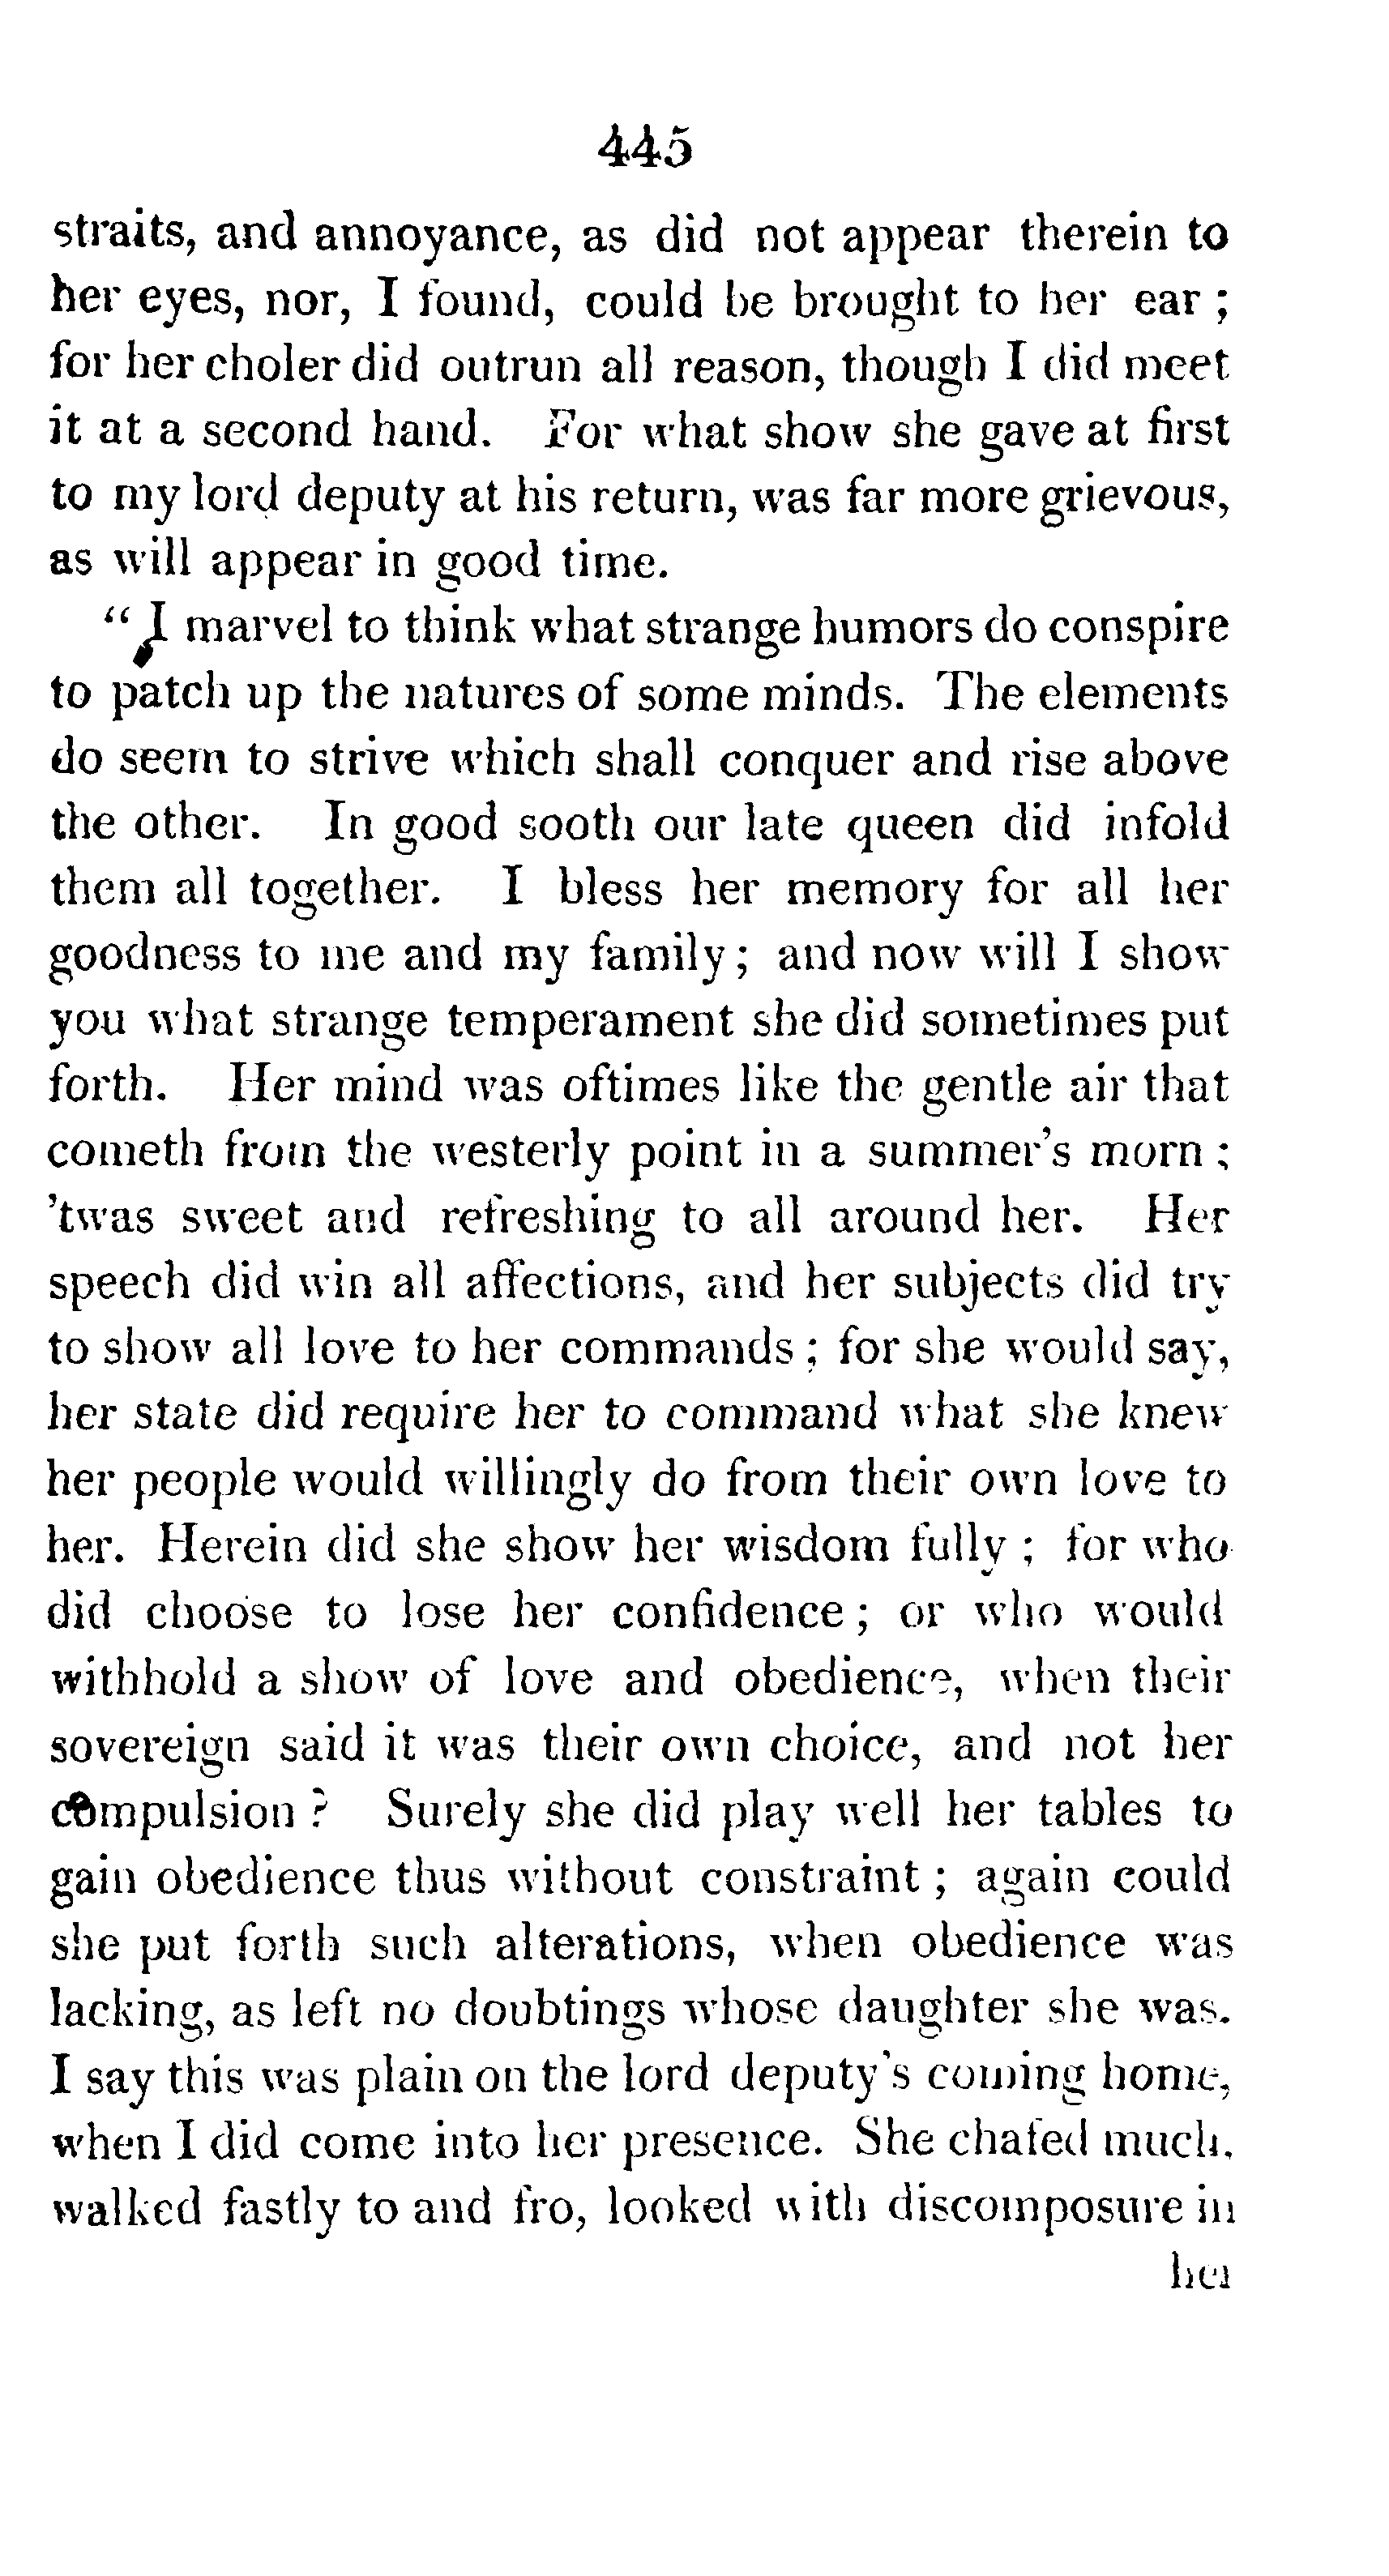 445
straits, and annoyance, as did not appear therein to
her eyes, nor, I found, could be brought to her ear ;
for her choler did outrun all reason, though I did meet
it at a second hand. For what show she gave at first
to my lord deputy at his return, was far more grievous,
as will appear in good time.
“ I marvel to think what strange humors do conspire
to patch up the natures of some minds. The elements
do seem to strive which shall conquer and rise above
the other. In good sooth our late queen did infold
them all together. I bless her memory for all her
goodness to me and my family ; and now will I show
you what strange temperament she did sometimes put
forth. Her mind was oftimes like the gentle air that
cometh from the westerly point in a summer's morn ;
'twas sweet and refreshing to all around her. Her
speech did win all affections, and her subjects did try
to show all love to her commands ; for she would say,
her state did require her to command what she knew
her people would willingly do from their own love to
her. Herein did she show her wisdom fully ; for who
did choose to lose her confidence ; or who would
withhold a show of love and obedience, when their
sovereign said it was their own choice, and not her
compulsion ? Surely she did play well her tables to
gain obedience thus without constraint ; again could
she put forth such alterations, when obedience was
lacking, as left no doubtings whose daughter she was.
I say this was plain on the lord deputy's coming home,
when I did come into her presence. She chafed much,
walked fastly to and fro, looked with discomposure in
her